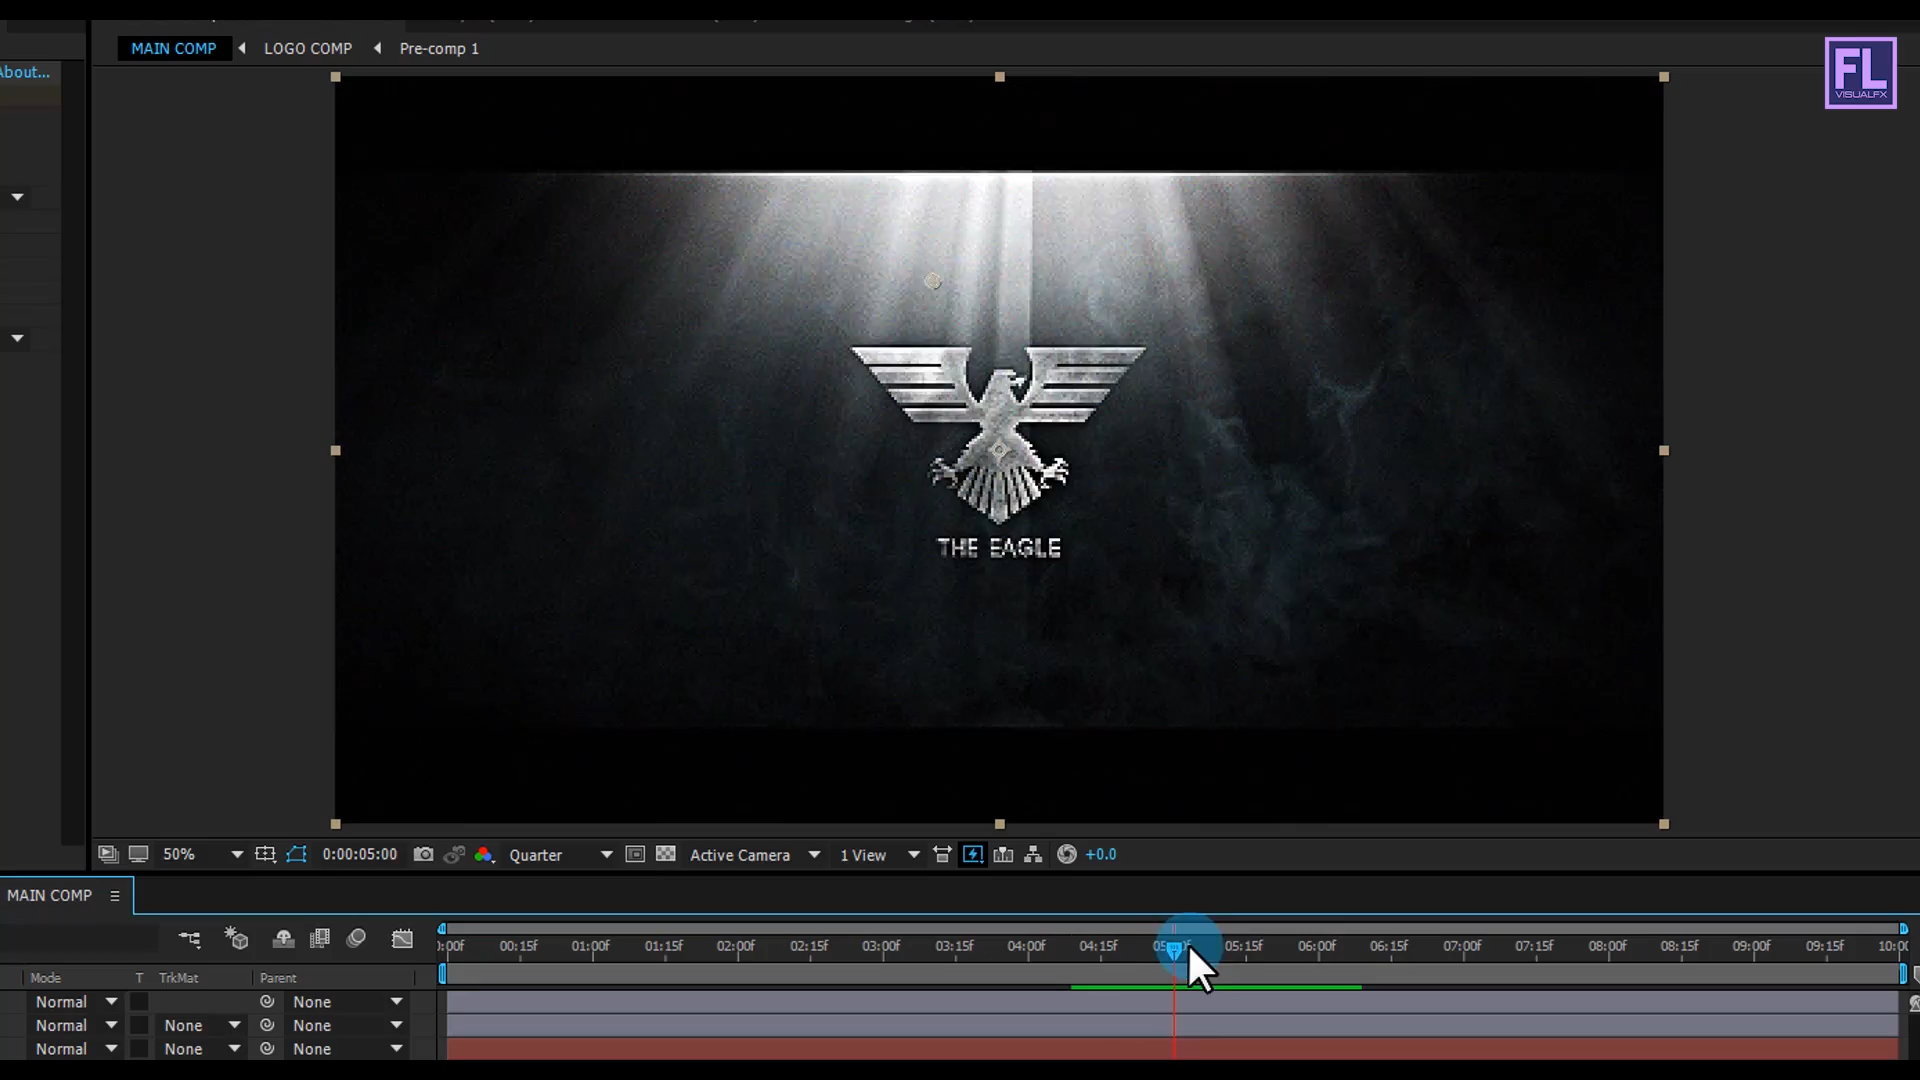 MAIN COMP LOGO COMP Pre-comp 1
About...
FL
VISUALFX
THE EAGLE
50% 0:00:05:00 Quarter Active Camera 1 View +0.0
MAIN COMP
:00f 00:15f 01:00f 01:15f 02:00f 02:15f 03:00f 03:15f 04:00f 04:15f 05:15f 06:00f 06:15f 07:00f 07:15f 08:00f 08:15f 09:00f 09:15f 10:00
Mode T TrkMat Parent
Normal None
Normal None None
Normal None None